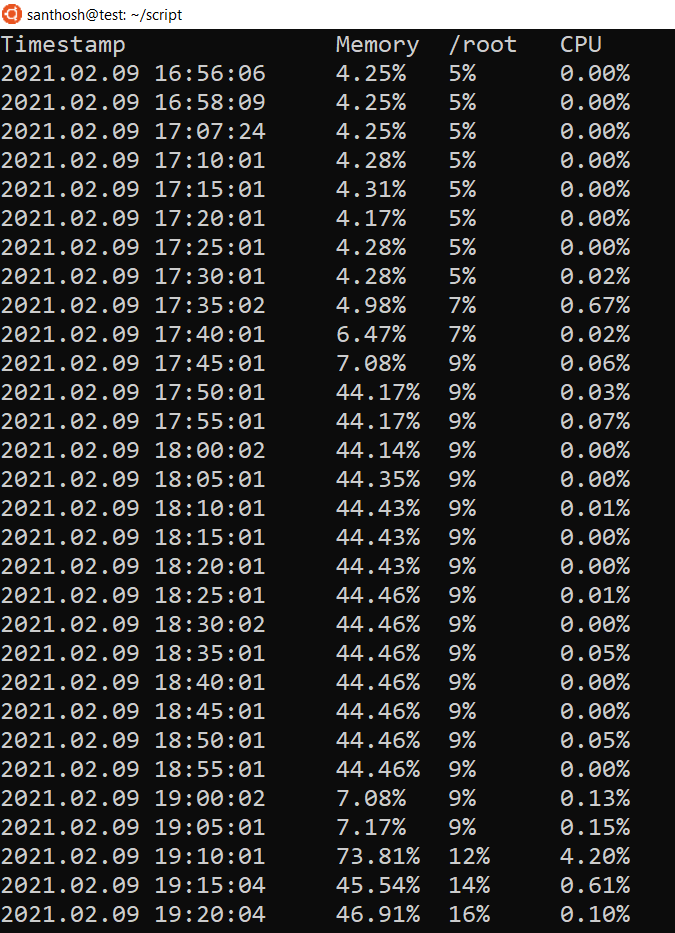 santhosh@test: ~/script
Timestamp Memory /root CPU
2021.02.09 16:56:06 4.25% 5% 0.00%
2021.02.09 16:58:09 4.25% 5% 0.00%
2021.02.09 17:07:24 4.25% 5% 0.00%
2021.02.09 17:10:01 4.28% 5% 0.00%
2021.02.09 17:15:01 4.31% 5% 0.00%
2021.02.09 17:20:01 4.17% 5% 0.00%
2021.02.09 17:25:01 4.28% 5% 0.00%
2021.02.09 17:30:01 4.28% 5% 0.02%
2021.02.09 17:35:02 4.98% 7% 0.67%
2021.02.09 17:40:01 6.47% 7% 0.02%
2021.02.09 17:45:01 7.08% 9% 0.06%
2021.02.09 17:50:01 44.17% 9% 0.03%
2021.02.09 17:55:01 44.17% 9% 0.07%
2021.02.09 18:00:02 44.14% 9% 0.00%
2021.02.09 18:05:01 44.35% 9% 0.00%
2021.02.09 18:10:01 44.43% 9% 0.01%
2021.02.09 18:15:01 44.43% 9% 0.00%
2021.02.09 18:20:01 44.43% 9% 0.00%
2021.02.09 18:25:01 44.46% 9% 0.01%
2021.02.09 18:30:02 44.46% 9% 0.00%
2021.02.09 18:35:01 44.46% 9% 0.05%
2021.02.09 18:40:01 44.46% 9% 0.00%
2021.02.09 18:45:01 44.46% 9% 0.00%
2021.02.09 18:50:01 44.46% 9% 0.05%
2021.02.09 18:55:01 44.46% 9% 0.00%
2021.02.09 19:00:02 7.08% 9% 0.13%
2021.02.09 19:05:01 7.17% 9% 0.15%
2021.02.09 19:10:01 73.81% 12% 4.20%
2021.02.09 19:15:04 45.54% 14% 0.61%
2021.02.09 19:20:04 46.91% 16% 0.10%